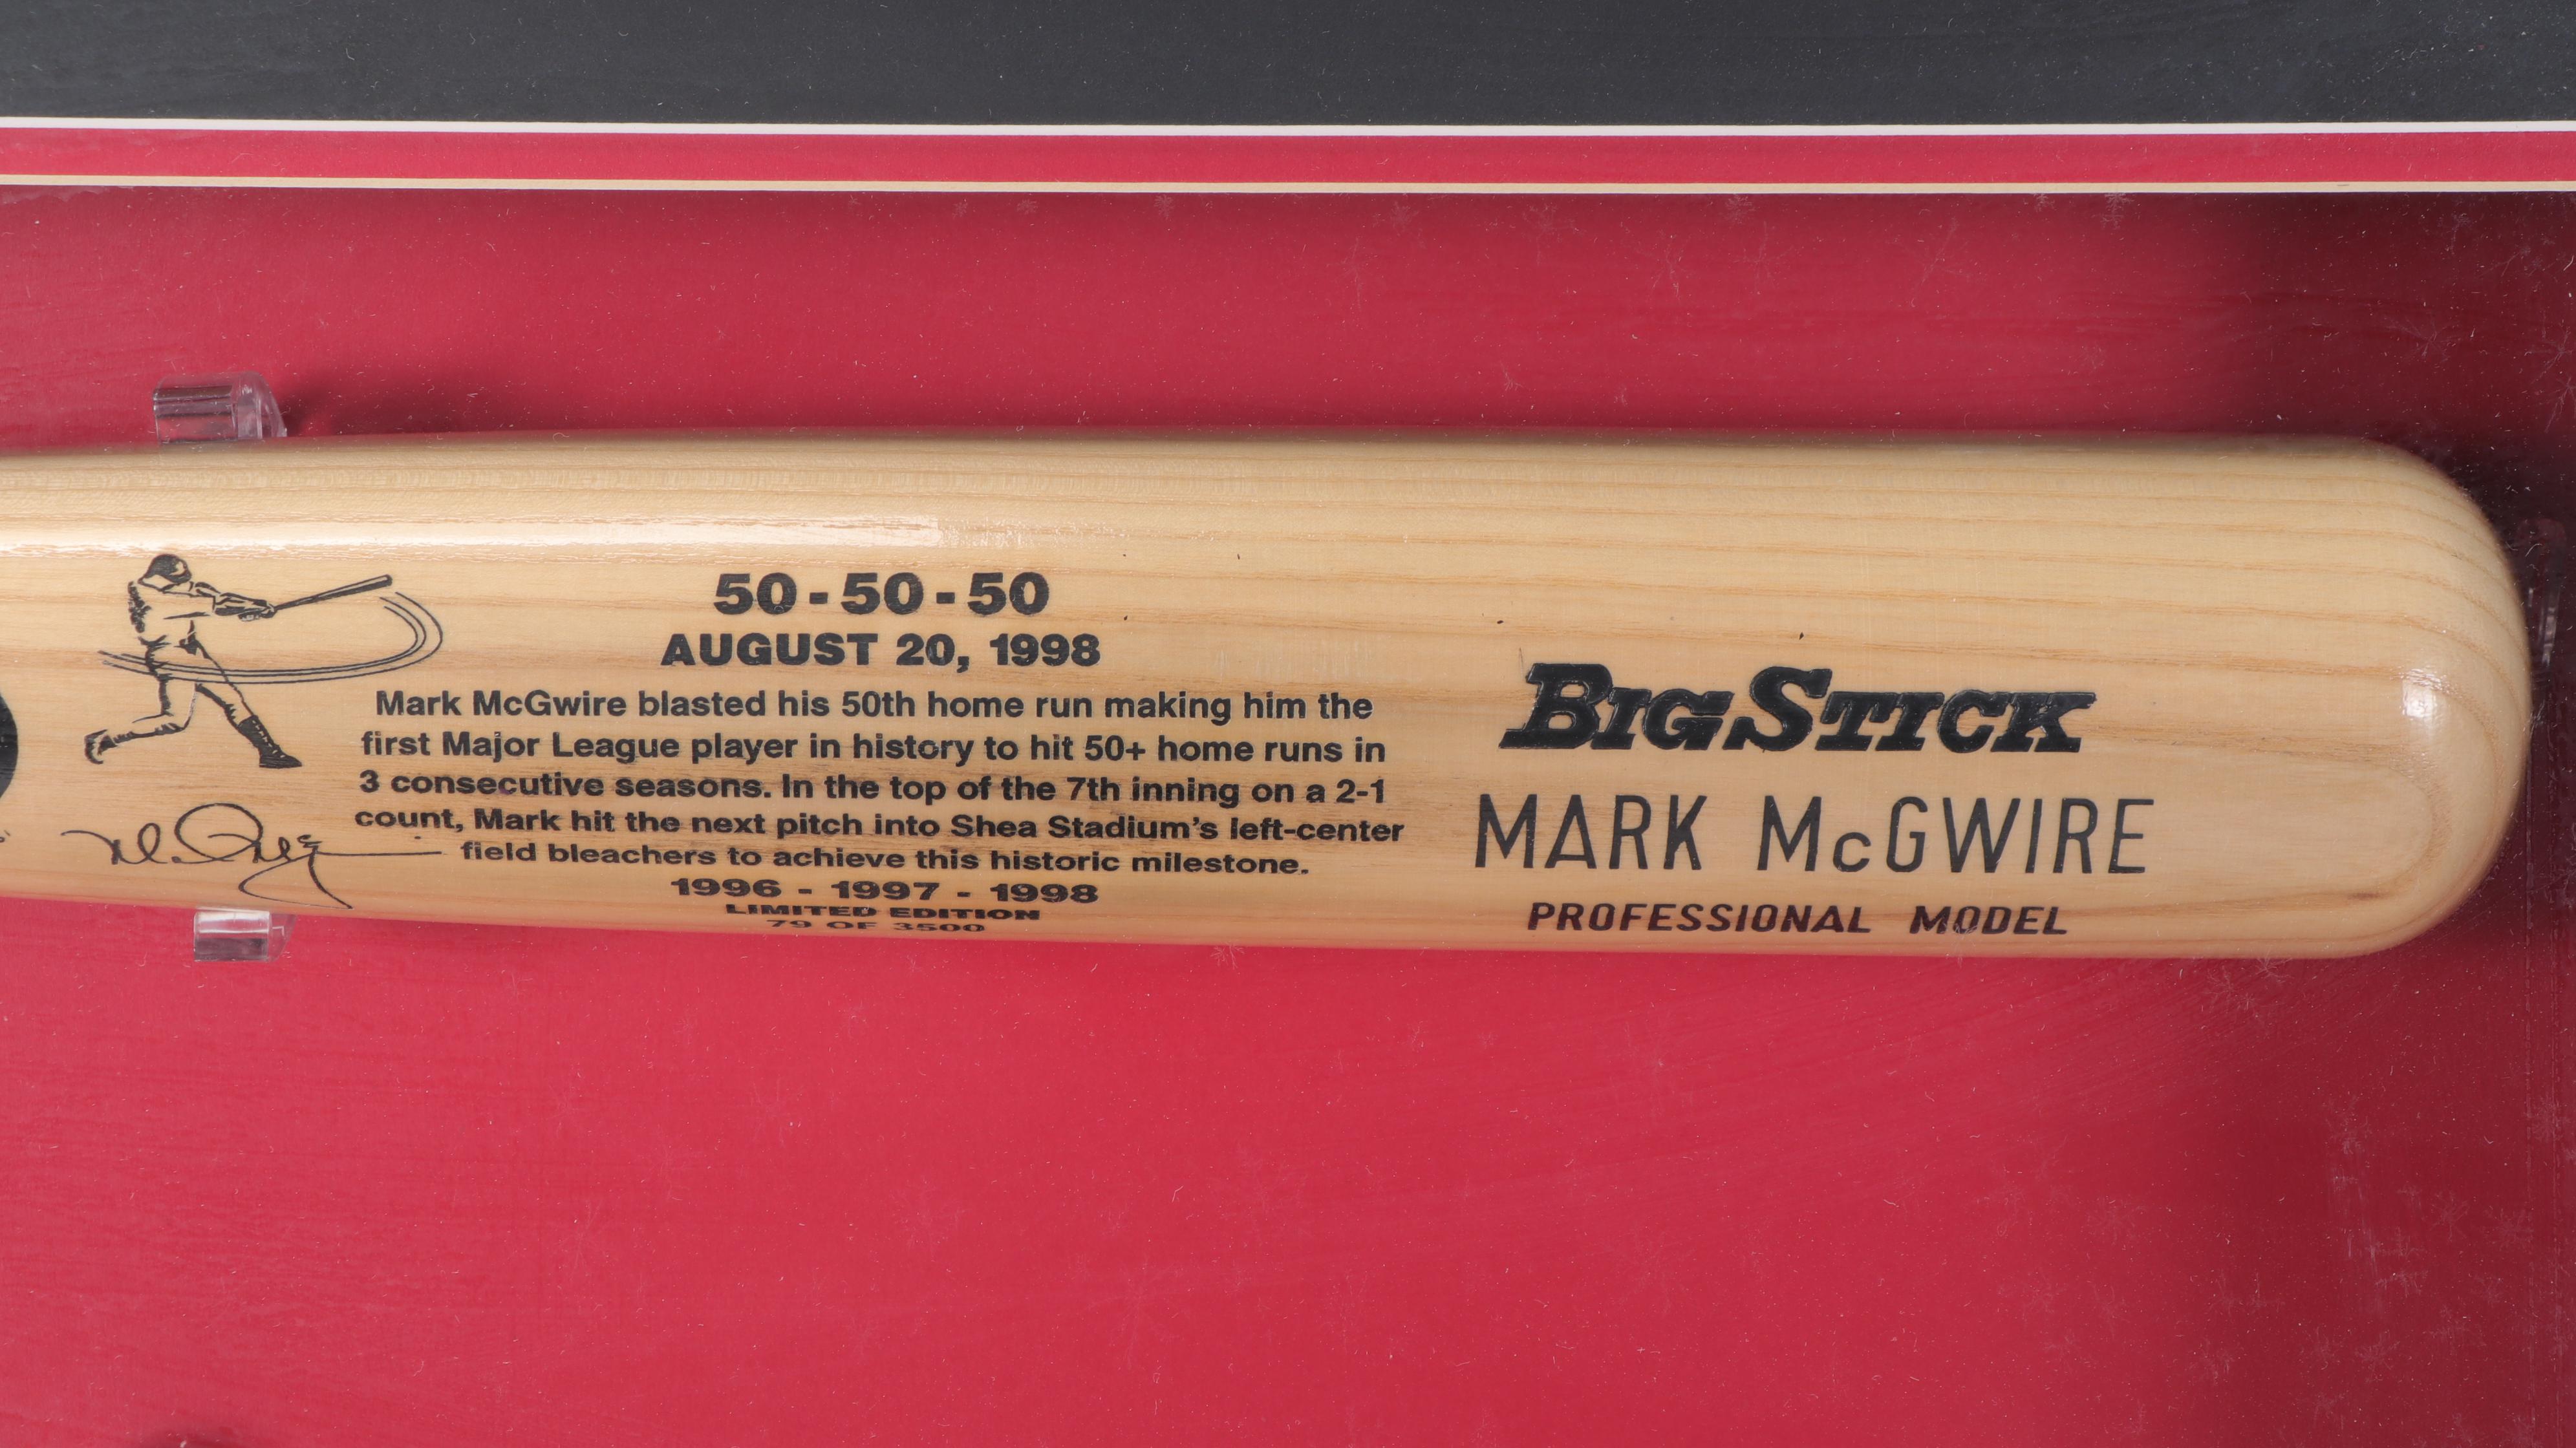 50 - 50 - 50
AUGUST 20, 1998
Mark McGwire blasted his 50th home run making him the
first Major League player in history to hit 50+ home runs in
3 consecutive seasons. In the top of the 7th inning on a 2-1
count, Mark hit the next pitch into Shea Stadium's left-center
field bleachers to achieve this historic milestone.
1996 - 1997 - 1998
LIMITED EDITION
79 OF 3500
BIG STICK
MARK McGWIRE
PROFESSIONAL MODEL